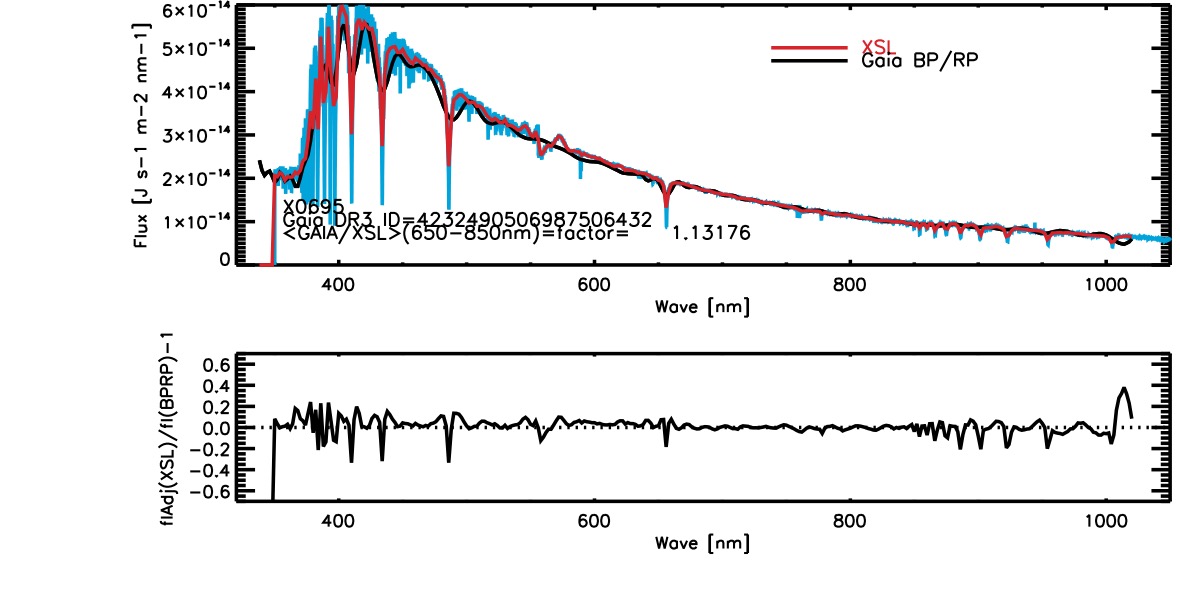 6×10−14
5×10−14
4×10−14
3×10−14
2×10−14
1×10−14
0
Flux [J s−1 m−2 nm−1]
XSL
Gaia BP/RP
X0695
Gaia DR3 ID=4232490506987506432
<GAIA/XSL>(650−850nm)=factor= 1.13176
400 600 800 1000
Wave [nm]
flAdj(XSL)/fl(BPRP)−1
0.6
0.4
0.2
0.0
−0.2
−0.4
−0.6
400 600 800 1000
Wave [nm]